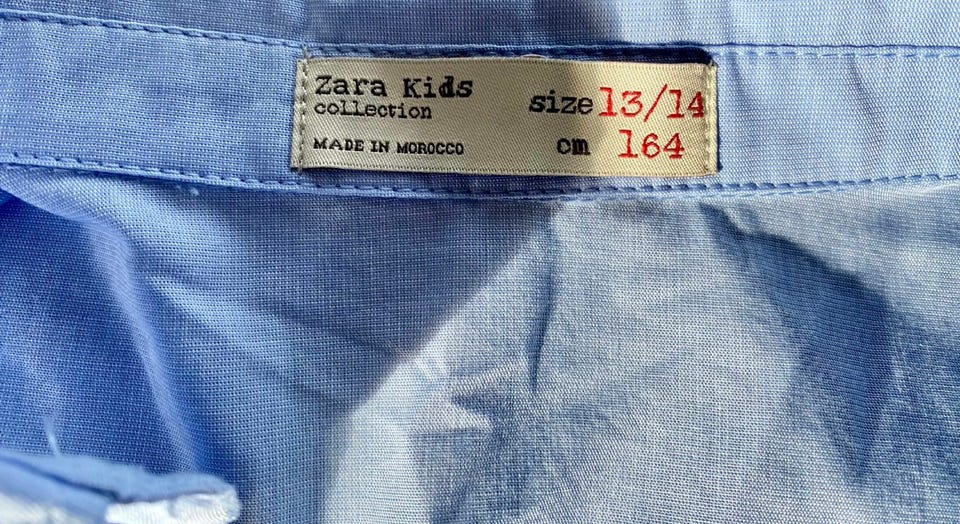 Zara Kids
collection
MADE IN MOROCCO
size 13/14
cm 164